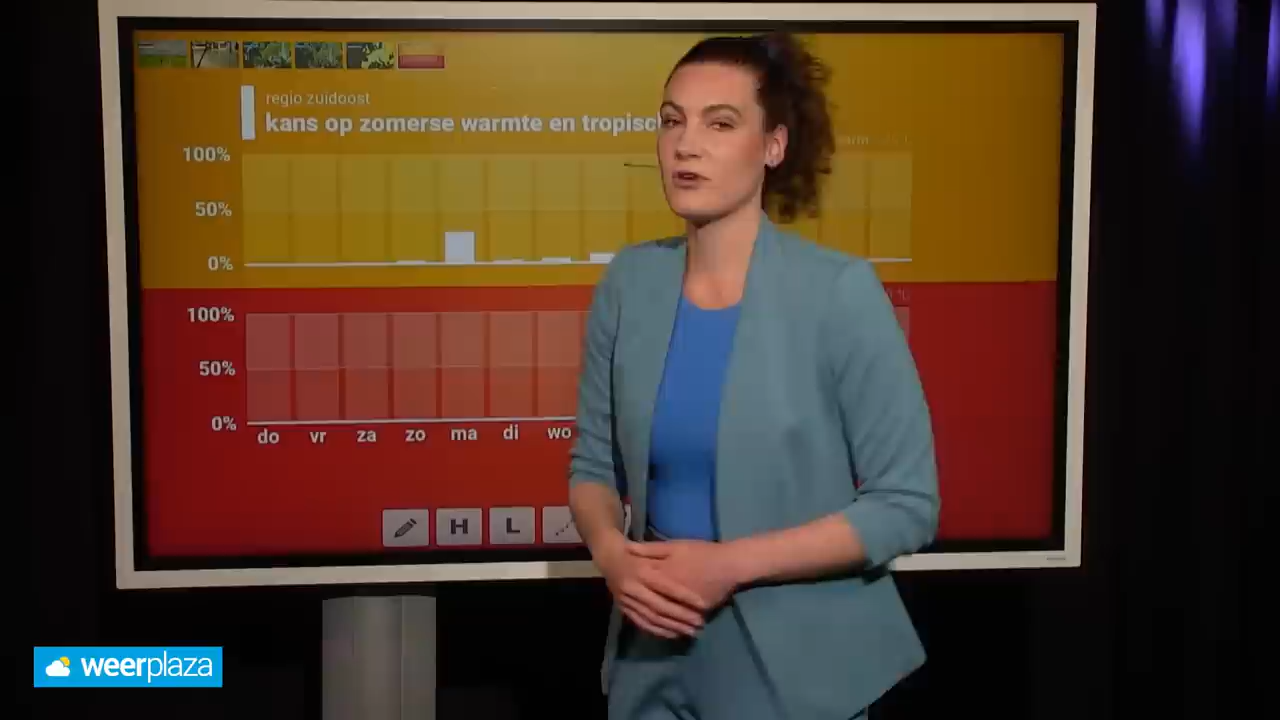 regio zuidoost
kans op zomerse warmte en tropisc
100%
50%
0%
100%
50%
0%
do vr za zo ma di wo
H L
weerplaza